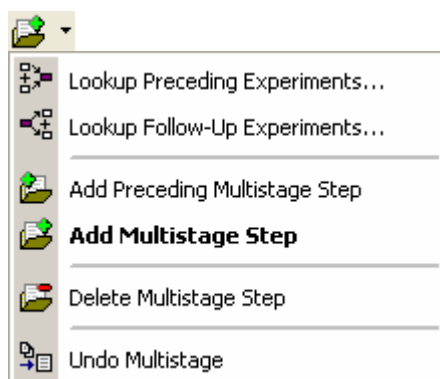 Lookup Preceding Experiments...
Lookup Follow-Up Experiments...
Add Preceding Multistage Step
Add Multistage Step
Delete Multistage Step
Undo Multistage